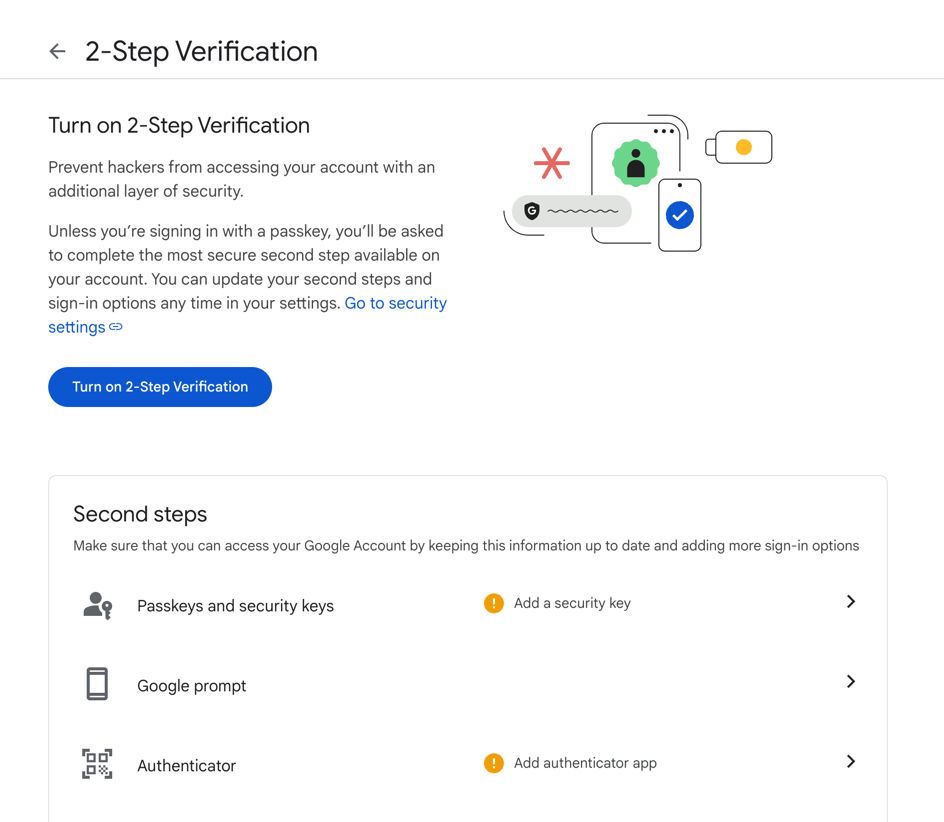 2-Step Verification
Turn on 2-Step Verification
Prevent hackers from accessing your account with an
additional layer of security.
Unless you’re signing in with a passkey, you’ll be asked
to complete the most secure second step available on
your account. You can update your second steps and
sign-in options any time in your settings. Go to security
settings
Turn on 2-Step Verification
Second steps
Make sure that you can access your Google Account by keeping this information up to date and adding more sign-in options
Passkeys and security keys
Add a security key
Google prompt
Authenticator
Add authenticator app